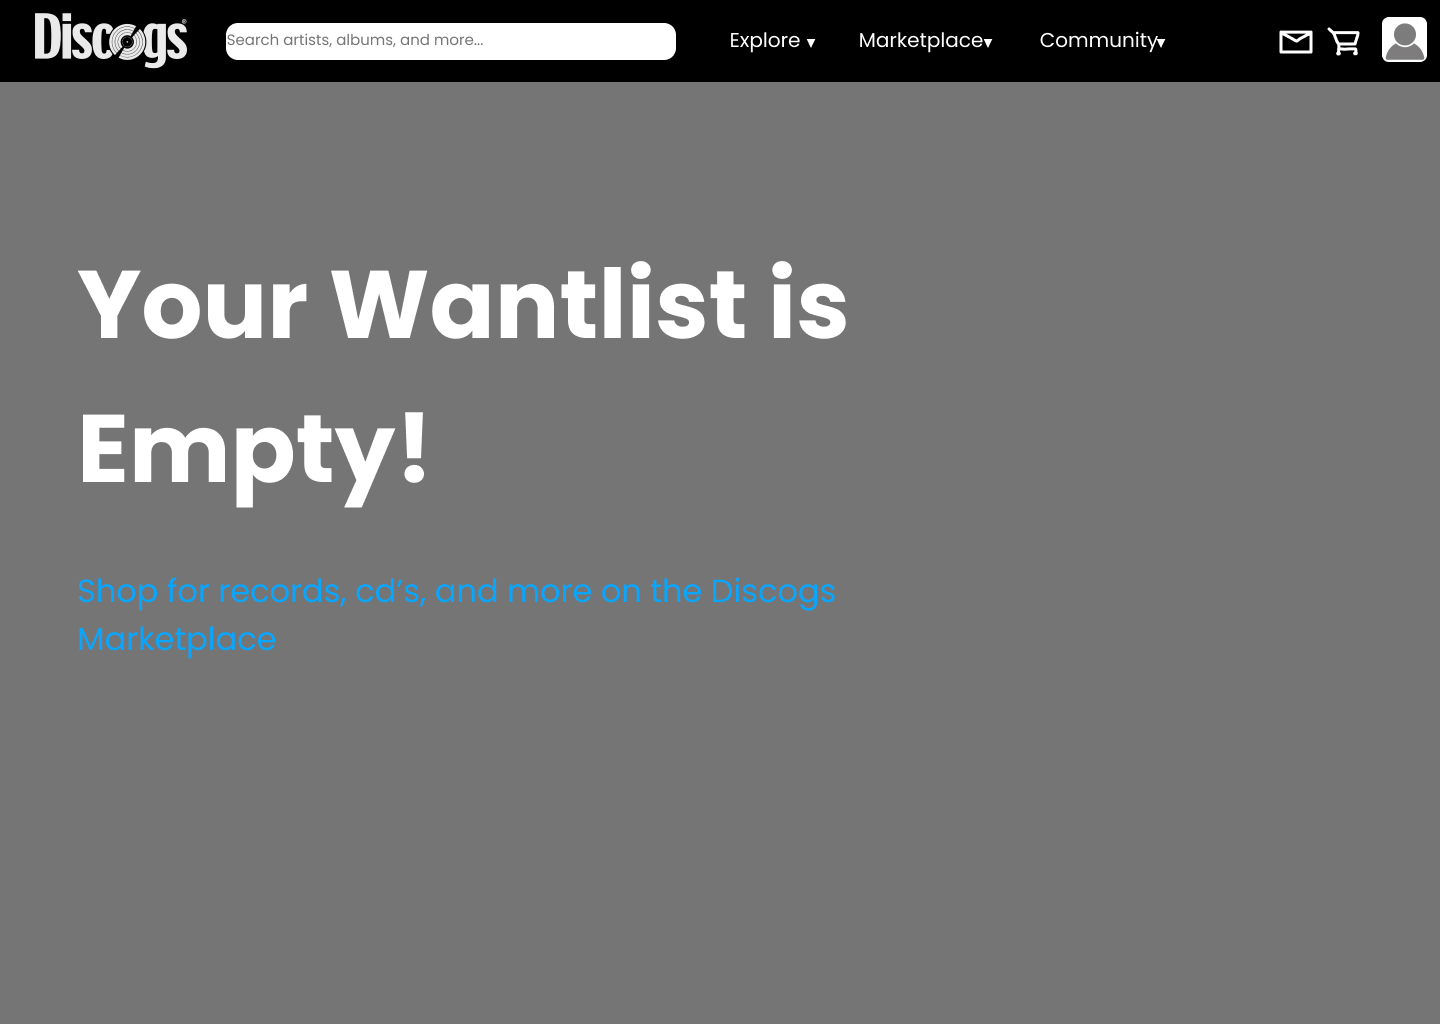 Discogs®
Search artists, albums, and more...
Explore ▾
Marketplace▾
Community▾
Your Wantlist is
Empty!
Shop for records, cd’s, and more on the Discogs
Marketplace